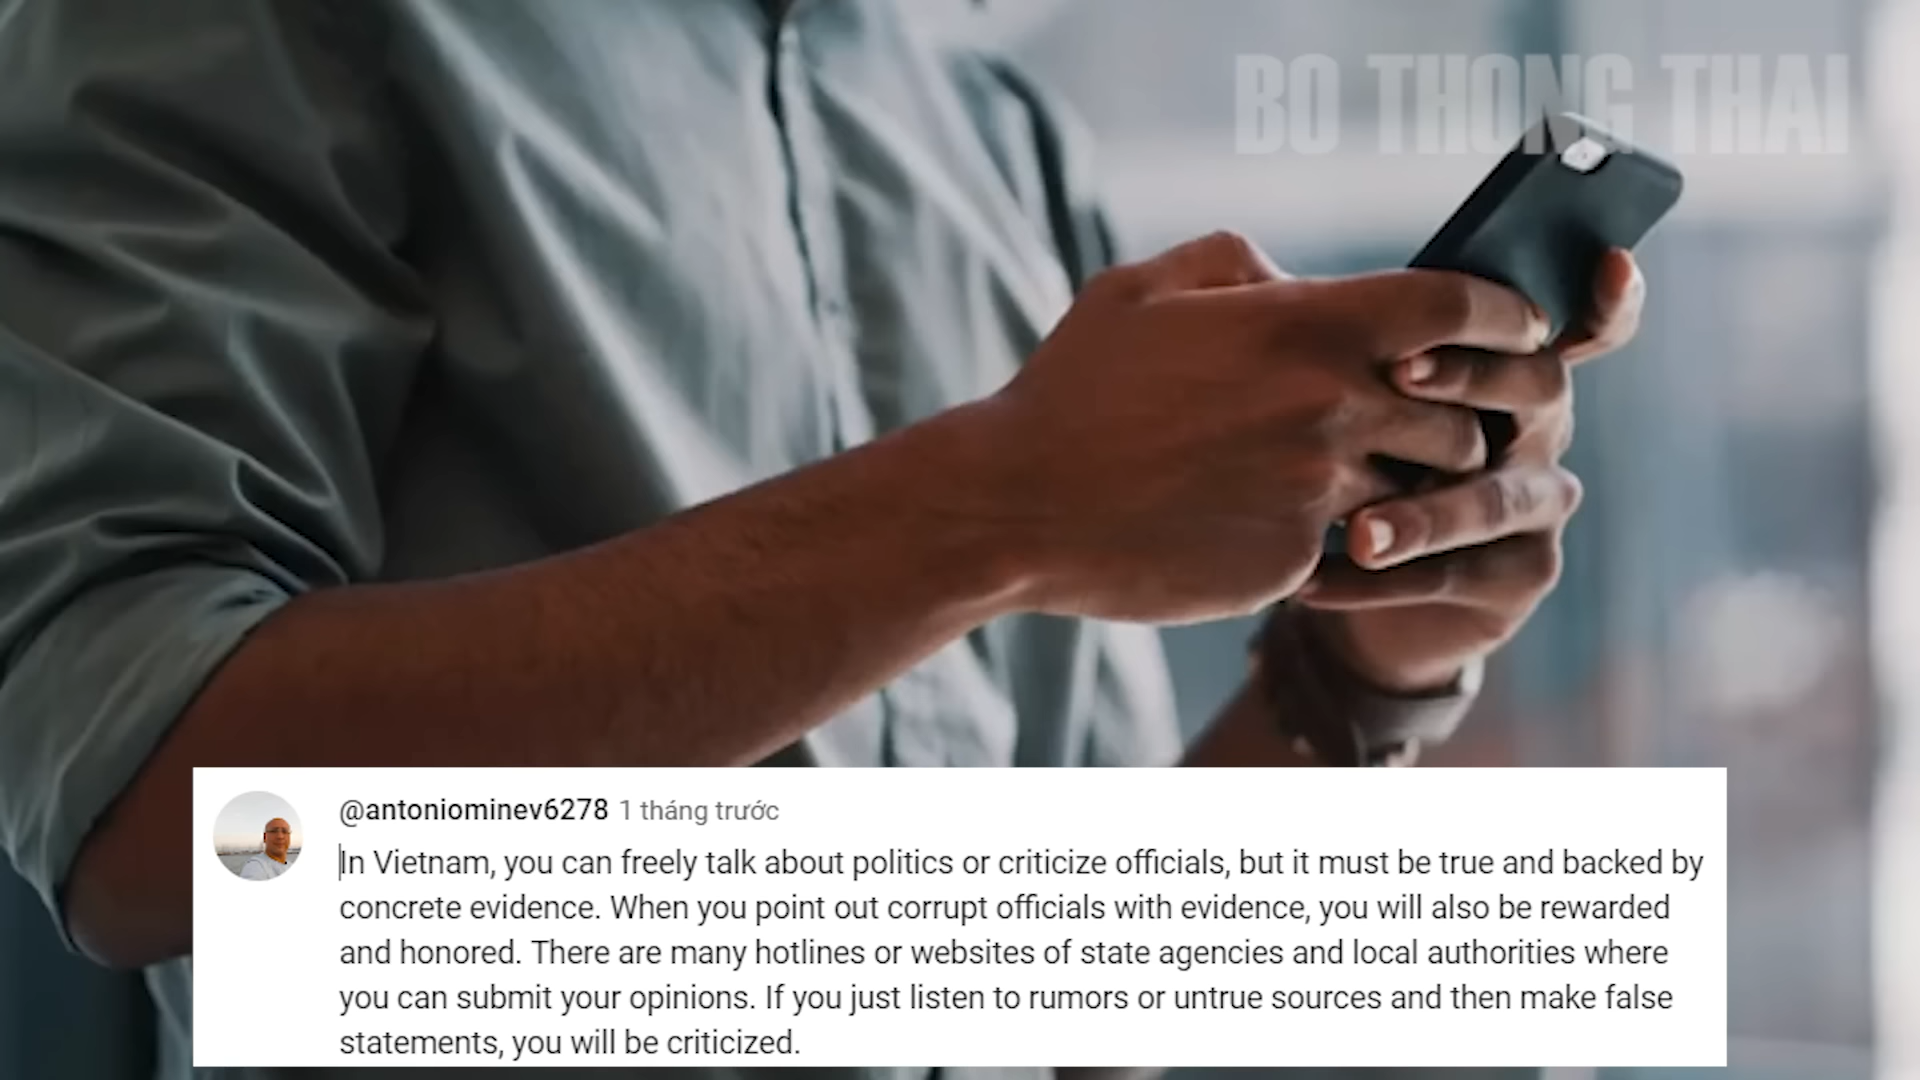 BO THONG THAI
@antoniominev6278 1 tháng trước
In Vietnam, you can freely talk about politics or criticize officials, but it must be true and backed by
concrete evidence. When you point out corrupt officials with evidence, you will also be rewarded
and honored. There are many hotlines or websites of state agencies and local authorities where
you can submit your opinions. If you just listen to rumors or untrue sources and then make false
statements, you will be criticized.